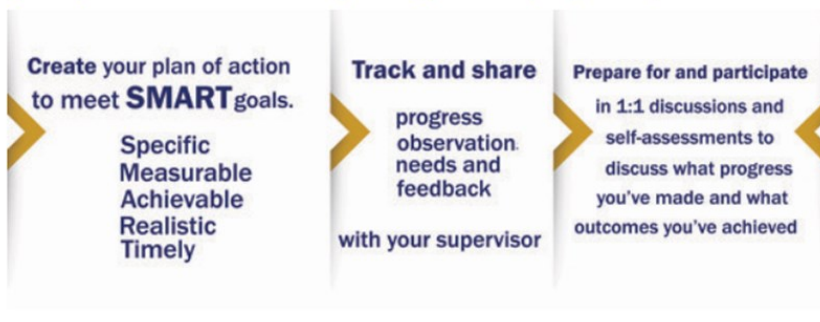 Create your plan of action
to meet SMART goals.
Specific
Measurable
Achievable
Realistic
Timely
Track and share
progress
observation.
needs and
feedback
with your supervisor
Prepare for and participate
in 1:1 discussions and
self-assessments to
discuss what progress
you've made and what
outcomes you've achieved